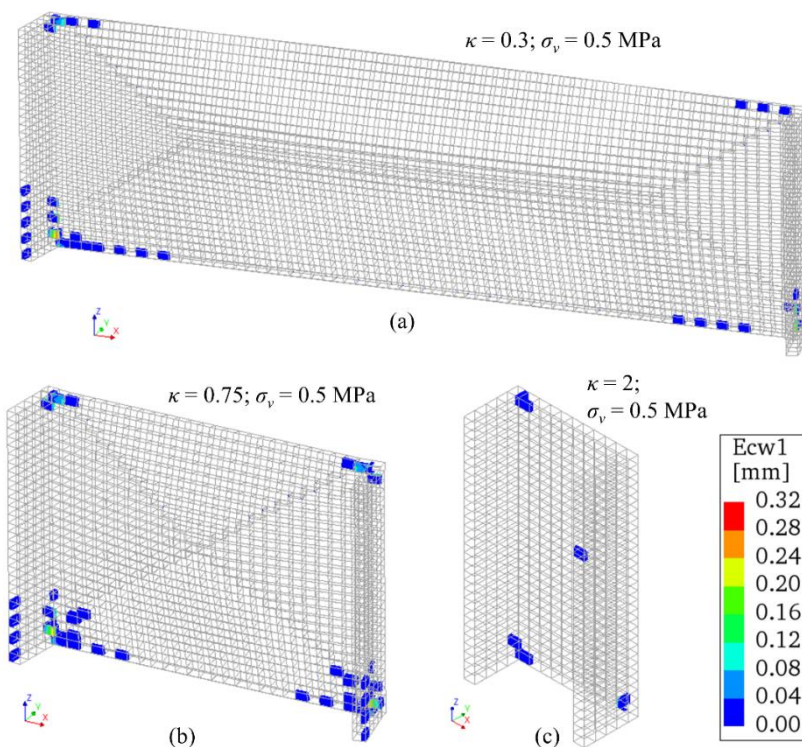 κ = 0.3; σᵥ = 0.5 MPa
Z
Y
X
(a)
κ = 0.75; σᵥ = 0.5 MPa
κ = 2;
σᵥ = 0.5 MPa
Ecw1
[mm]
0.32
0.28
0.24
0.20
0.16
0.12
0.08
0.04
0.00
Z
Y
X
(b)
Z
Y
X
(c)